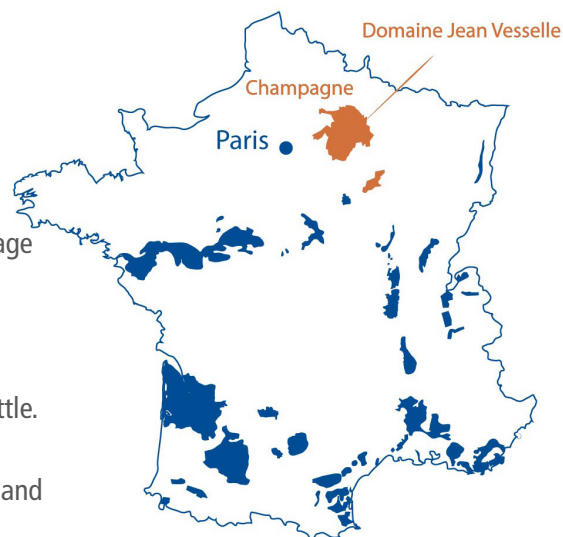 Domaine Jean Vesselle
Champagne
Paris
age
ttle.
and